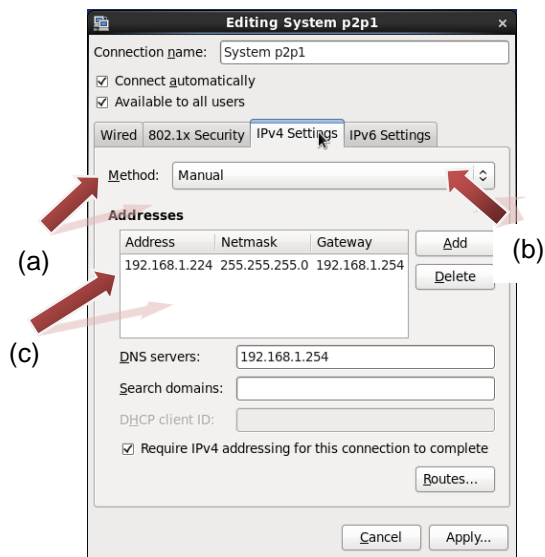 Editing System p2p1
Connection name: System p2p1
Connect automatically
Available to all users
Wired 802.1x Security IPv4 Settings IPv6 Settings
Method: Manual
(a)
(b)
Addresses
Address Netmask Gateway Add
192.168.1.224 255.255.255.0 192.168.1.254
Delete
(c)
DNS servers: 192.168.1.254
Search domains:
DHCP client ID:
Require IPv4 addressing for this connection to complete
Routes...
Cancel Apply...